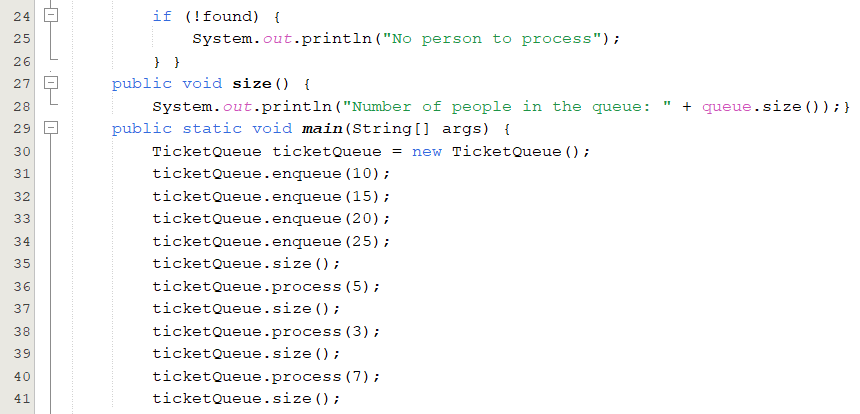 24 if (!found) {
25 System.out.println("No person to process");
26 } }
27 public void size() {
28 System.out.println("Number of people in the queue: " + queue.size());}
29 public static void main(String[] args) {
30 TicketQueue ticketQueue = new TicketQueue();
31 ticketQueue.enqueue(10);
32 ticketQueue.enqueue(15);
33 ticketQueue.enqueue(20);
34 ticketQueue.enqueue(25);
35 ticketQueue.size();
36 ticketQueue.process(5);
37 ticketQueue.size();
38 ticketQueue.process(3);
39 ticketQueue.size();
40 ticketQueue.process(7);
41 ticketQueue.size();